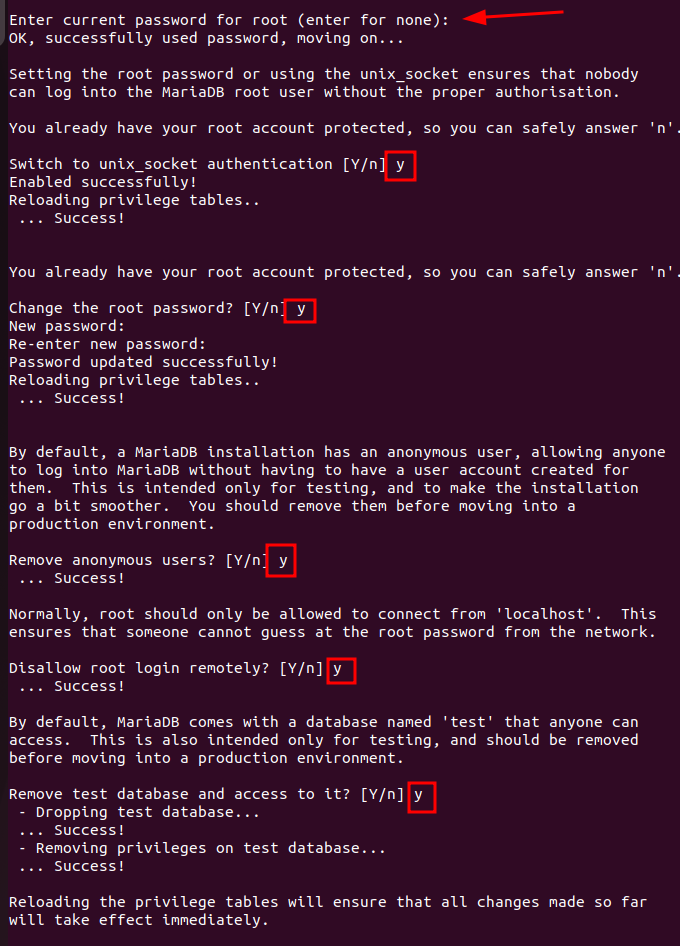 Enter current password for root (enter for none):
OK, successfully used password, moving on...
Setting the root password or using the unix_socket ensures that nobody
can log into the MariaDB root user without the proper authorisation.
You already have your root account protected, so you can safely answer 'n'.
Switch to unix_socket authentication [Y/n] y
Enabled successfully!
Reloading privilege tables..
 ... Success!
You already have your root account protected, so you can safely answer 'n'.
Change the root password? [Y/n] y
New password:
Re-enter new password:
Password updated successfully!
Reloading privilege tables..
 ... Success!
By default, a MariaDB installation has an anonymous user, allowing anyone
to log into MariaDB without having to have a user account created for
them.  This is intended only for testing, and to make the installation
go a bit smoother.  You should remove them before moving into a
production environment.
Remove anonymous users? [Y/n] y
 ... Success!
Normally, root should only be allowed to connect from 'localhost'.  This
ensures that someone cannot guess at the root password from the network.
Disallow root login remotely? [Y/n] y
 ... Success!
By default, MariaDB comes with a database named 'test' that anyone can
access.  This is also intended only for testing, and should be removed
before moving into a production environment.
Remove test database and access to it? [Y/n] y
 - Dropping test database...
 ... Success!
 - Removing privileges on test database...
 ... Success!
Reloading the privilege tables will ensure that all changes made so far
will take effect immediately.